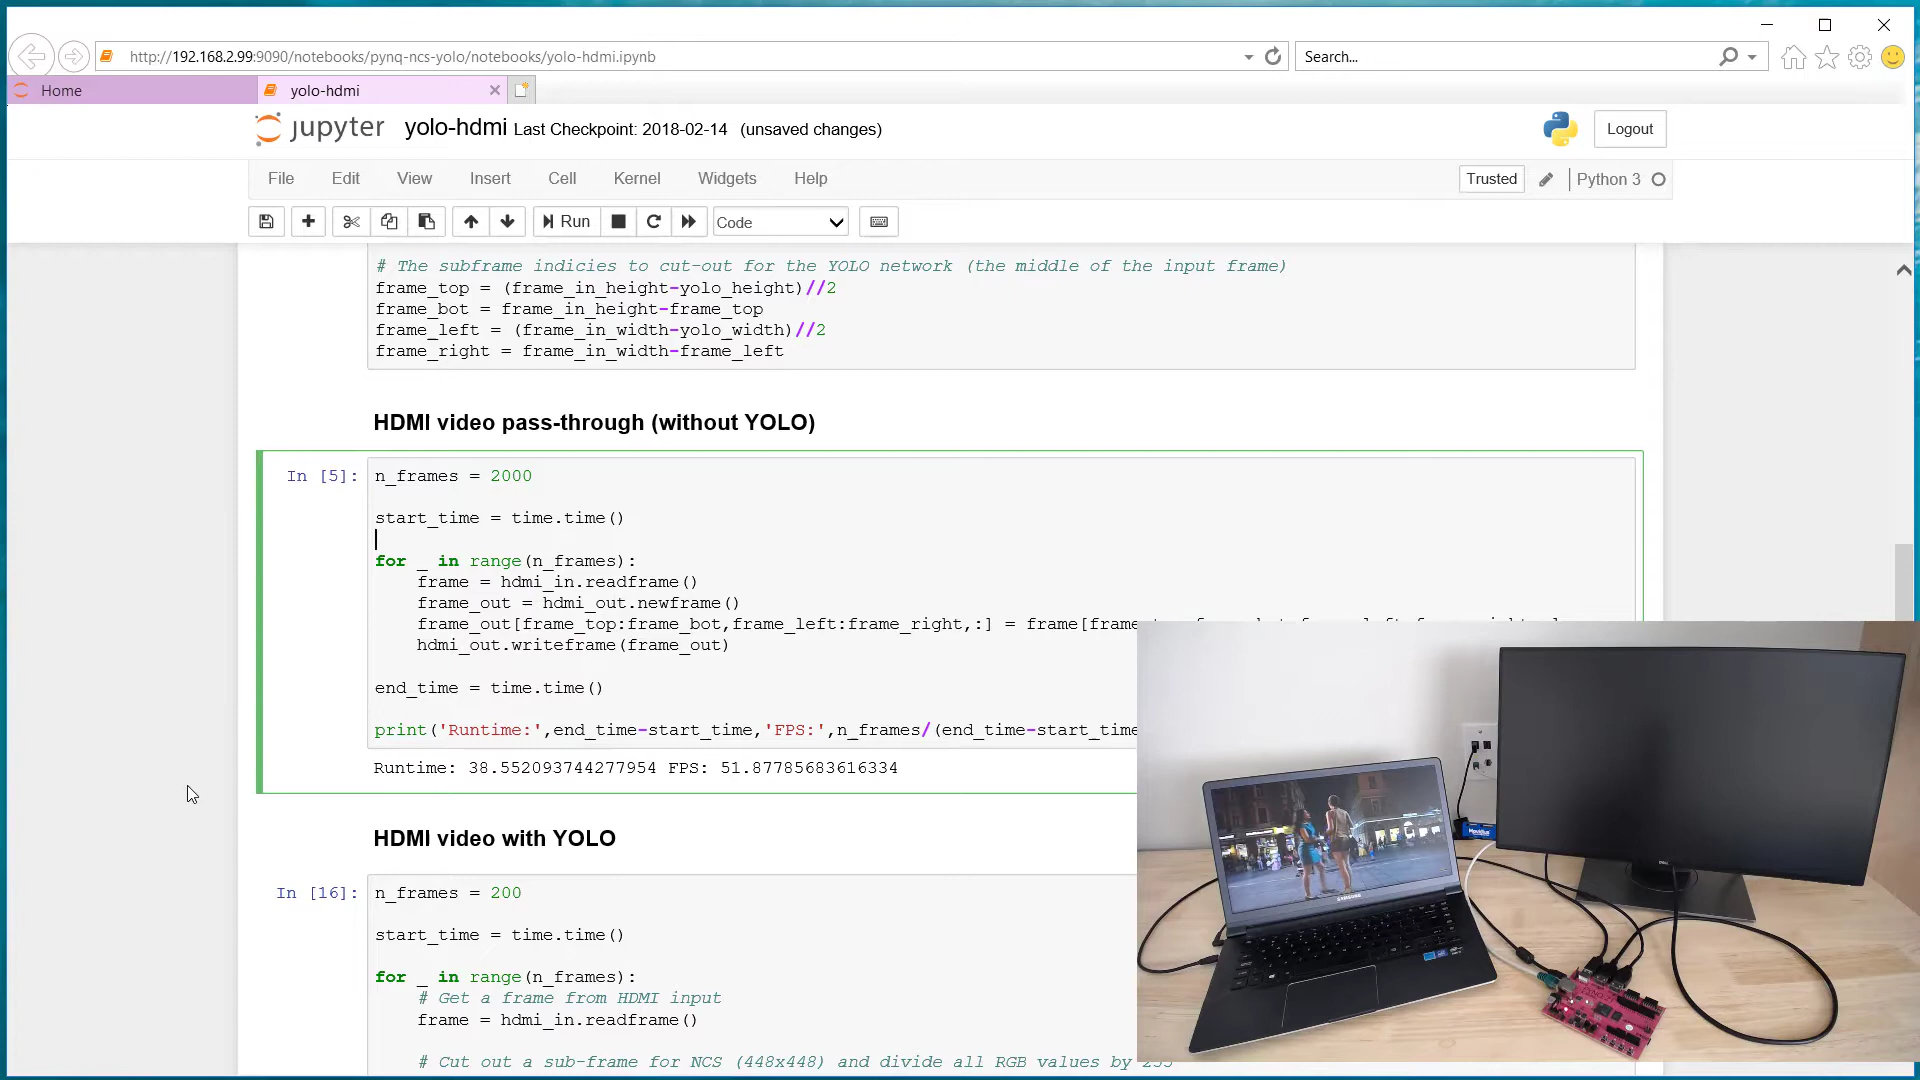 http://192.168.2.99:9090/notebooks/pynq-ncs-yolo/notebooks/yolo-hdmi.ipynb
Search...
Home
yolo-hdmi
jupyter yolo-hdmi Last Checkpoint: 2018-02-14 (unsaved changes)
Logout
File Edit View Insert Cell Kernel Widgets Help
Trusted
Python 3
Run
Code
# The subframe indicies to cut-out for the YOLO network (the middle of the input frame)
frame_top = (frame_in_height-yolo_height)//2
frame_bot = frame_in_height-frame_top
frame_left = (frame_in_width-yolo_width)//2
frame_right = frame_in_width-frame_left
HDMI video pass-through (without YOLO)
In [5]:
n_frames = 2000
start_time = time.time()
for _ in range(n_frames):
frame = hdmi_in.readframe()
frame_out = hdmi_out.newframe()
frame_out[frame_top:frame_bot,frame_left:frame_right,:] = frame[frame
hdmi_out.writeframe(frame_out)
end_time = time.time()
print('Runtime:',end_time-start_time,'FPS:',n_frames/(end_time-start_time
Runtime: 38.552093744277954 FPS: 51.87785683616334
HDMI video with YOLO
In [16]:
n_frames = 200
start_time = time.time()
for _ in range(n_frames):
# Get a frame from HDMI input
frame = hdmi_in.readframe()
# Cut out a sub-frame for NCS (448x448) and divide all RGB values by 255
Movidius
SAMSUNG
DELL